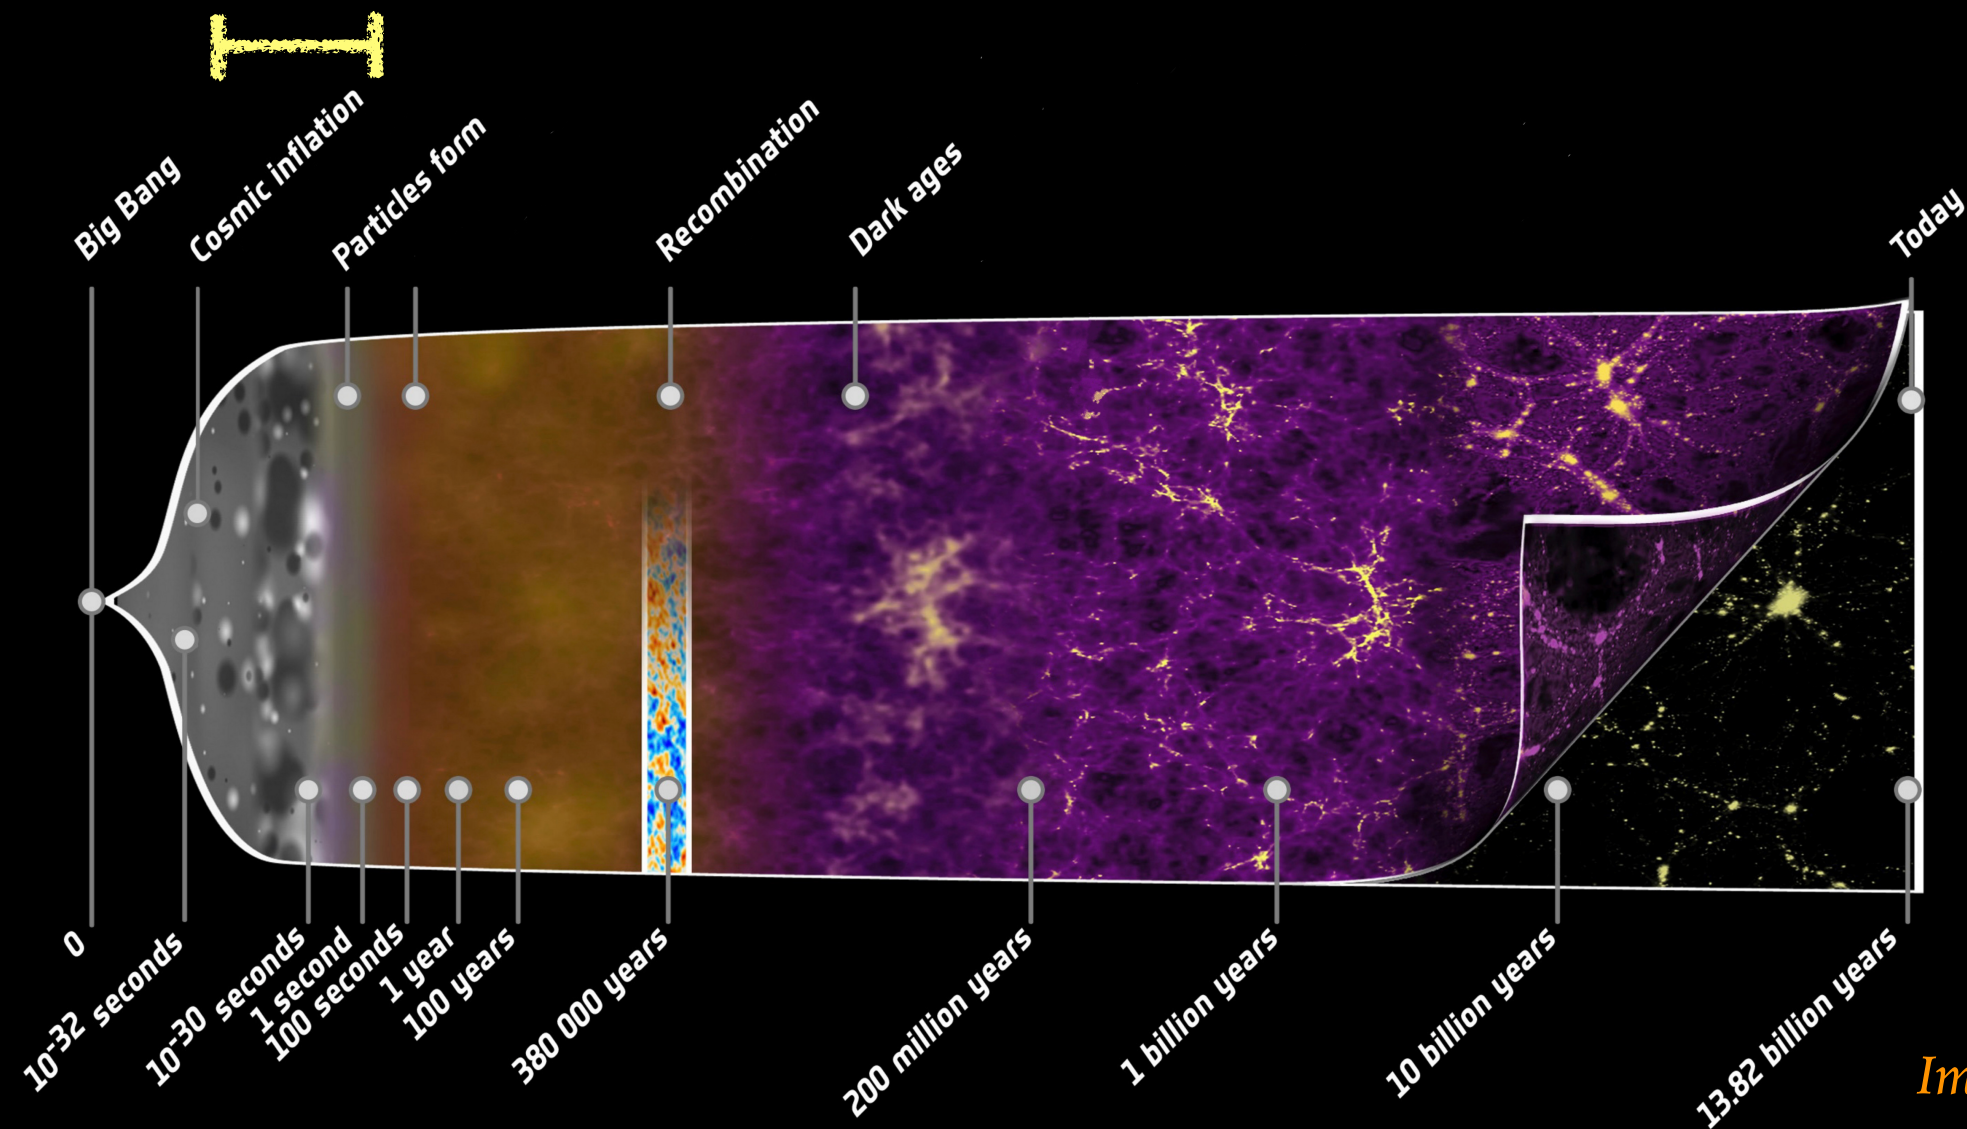 Big Bang
Cosmic inflation
Particles form
Recombination
Dark ages
Today
0
10-32 seconds
10-30 seconds
1 second
100 seconds
1 year
100 years
380 000 years
200 million years
1 billion years
10 billion years
13.82 billion years
Im